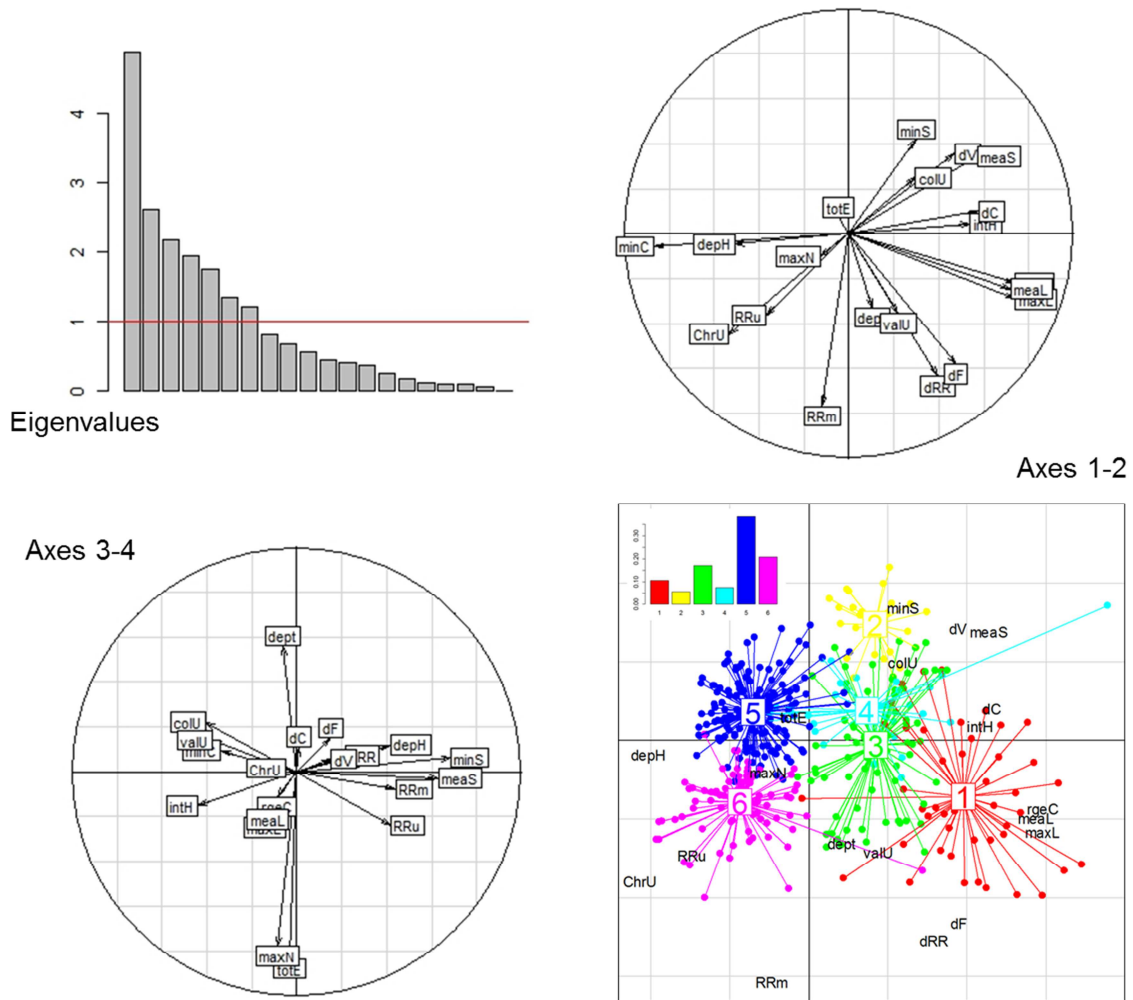 4
3
2
1
0
Eigenvalues
minS
dV
meaS
colU
totE
dC
intH
minC
depH
maxN
meaL
maxL
RRu
ChrU
dep
valU
dF
dRR
RRm
Axes 1-2
Axes 3-4
dept
colU
dF
dC
valU
minC
depH
RR
dV
minS
ChrU
meaS
RRm
intH
rgeC
meaL
maxL
RRu
maxN
totE
0.30
0.20
0.10
0.00
1 2 3 4 5 6
minS
2
dV
meaS
colU
5
totE
4
dC
intH
3
depH
maxN
6
1
rgeC
meaL
maxL
dept
valU
RRu
ChrU
dF
dRR
RRm